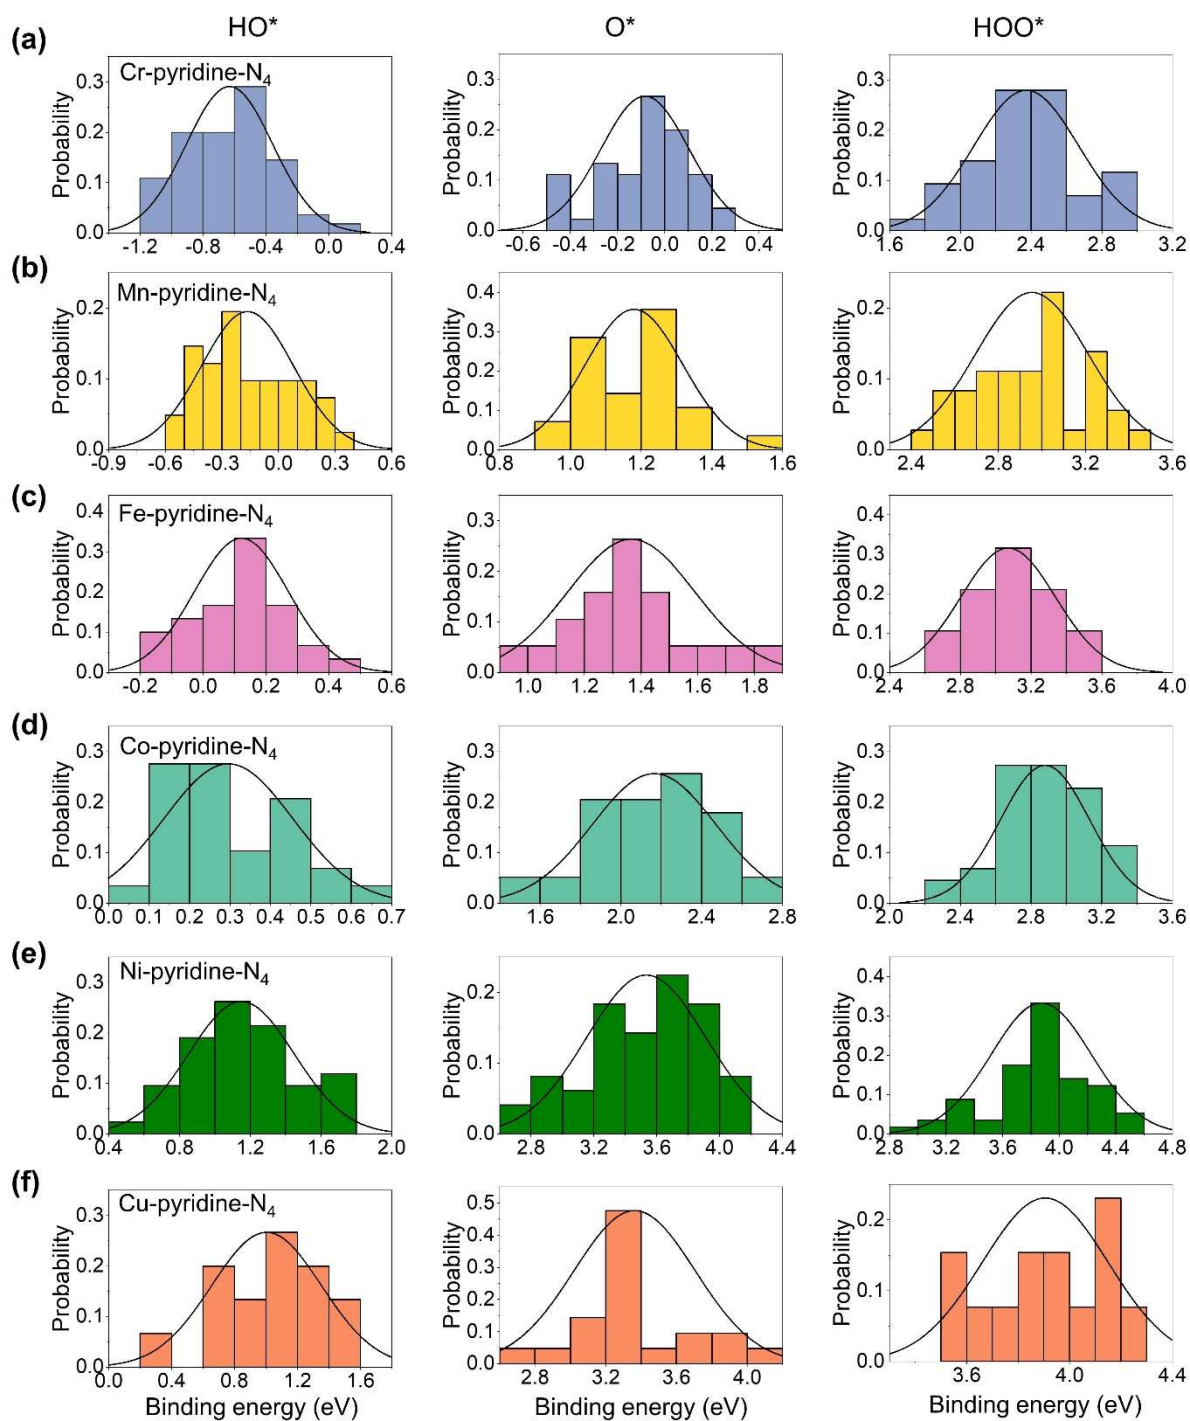 HO* O* HOO*
(a)
Cr-pyridine-N₄
Probability Probability Probability
0.3 0.2 0.1 0.0
-1.2 -0.8 -0.4 0.0 0.4
0.3 0.2 0.1 0.0
-0.6 -0.4 -0.2 0.0 0.2 0.4
0.3 0.2 0.1 0.0
1.6 2.0 2.4 2.8 3.2
(b)
Mn-pyridine-N₄
Probability Probability Probability
0.2 0.1 0.0
-0.9 -0.6 -0.3 0.0 0.3 0.6
0.4 0.3 0.2 0.1 0.0
0.8 1.0 1.2 1.4 1.6
0.2 0.1 0.0
2.4 2.8 3.2 3.6
(c)
Fe-pyridine-N₄
Probability Probability Probability
0.4 0.3 0.2 0.1 0.0
-0.2 0.0 0.2 0.4 0.6
0.3 0.2 0.1 0.0
1.0 1.2 1.4 1.6 1.8
0.4 0.3 0.2 0.1 0.0
2.4 2.8 3.2 3.6 4.0
(d)
Co-pyridine-N₄
Probability Probability Probability
0.3 0.2 0.1 0.0
0.0 0.1 0.2 0.3 0.4 0.5 0.6 0.7
0.3 0.2 0.1 0.0
1.6 2.0 2.4 2.8
0.3 0.2 0.1 0.0
2.0 2.4 2.8 3.2 3.6
(e)
Ni-pyridine-N₄
Probability Probability Probability
0.3 0.2 0.1 0.0
0.4 0.8 1.2 1.6 2.0
0.2 0.1 0.0
2.8 3.2 3.6 4.0 4.4
0.4 0.3 0.2 0.1 0.0
2.8 3.2 3.6 4.0 4.4 4.8
(f)
Cu-pyridine-N₄
Probability Probability Probability
0.3 0.2 0.1 0.0
0.0 0.4 0.8 1.2 1.6
0.5 0.4 0.3 0.2 0.1 0.0
2.8 3.2 3.6 4.0
0.2 0.1 0.0
3.6 4.0 4.4
Binding energy (eV) Binding energy (eV) Binding energy (eV)